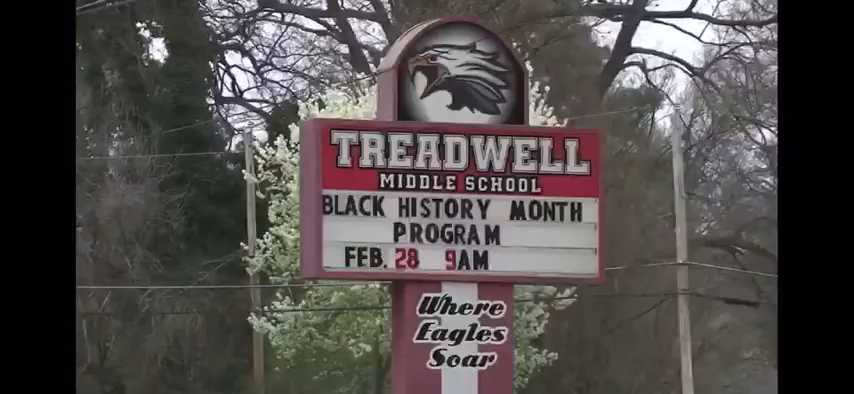 TREADWELL
MIDDLE SCHOOL
BLACK HISTORY MONTH
PROGRAM
FEB. 28 9AM
Where
Eagles
Soar